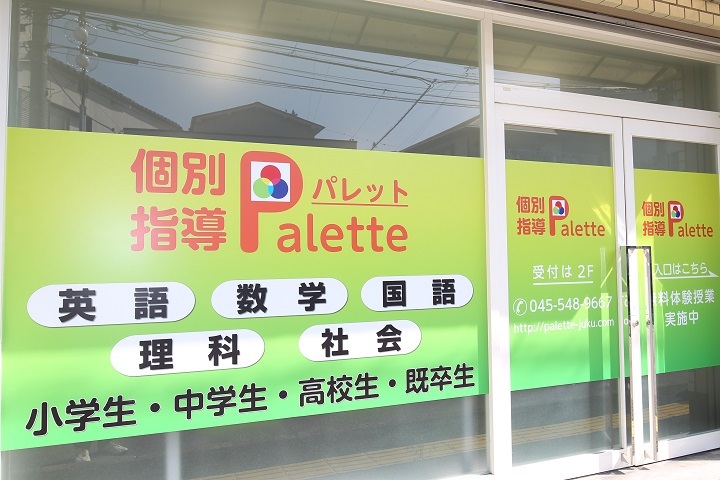 個別
指導
Palette
パレット
英語
数学
国語
理科
社会
小学生・中学生・高校生・既卒生
個別
指導
Palette
受付は 2F
045-548-9667
http://palette-juku.com
個別
指導
Palette
入口はこちら
料体験授業
実施中